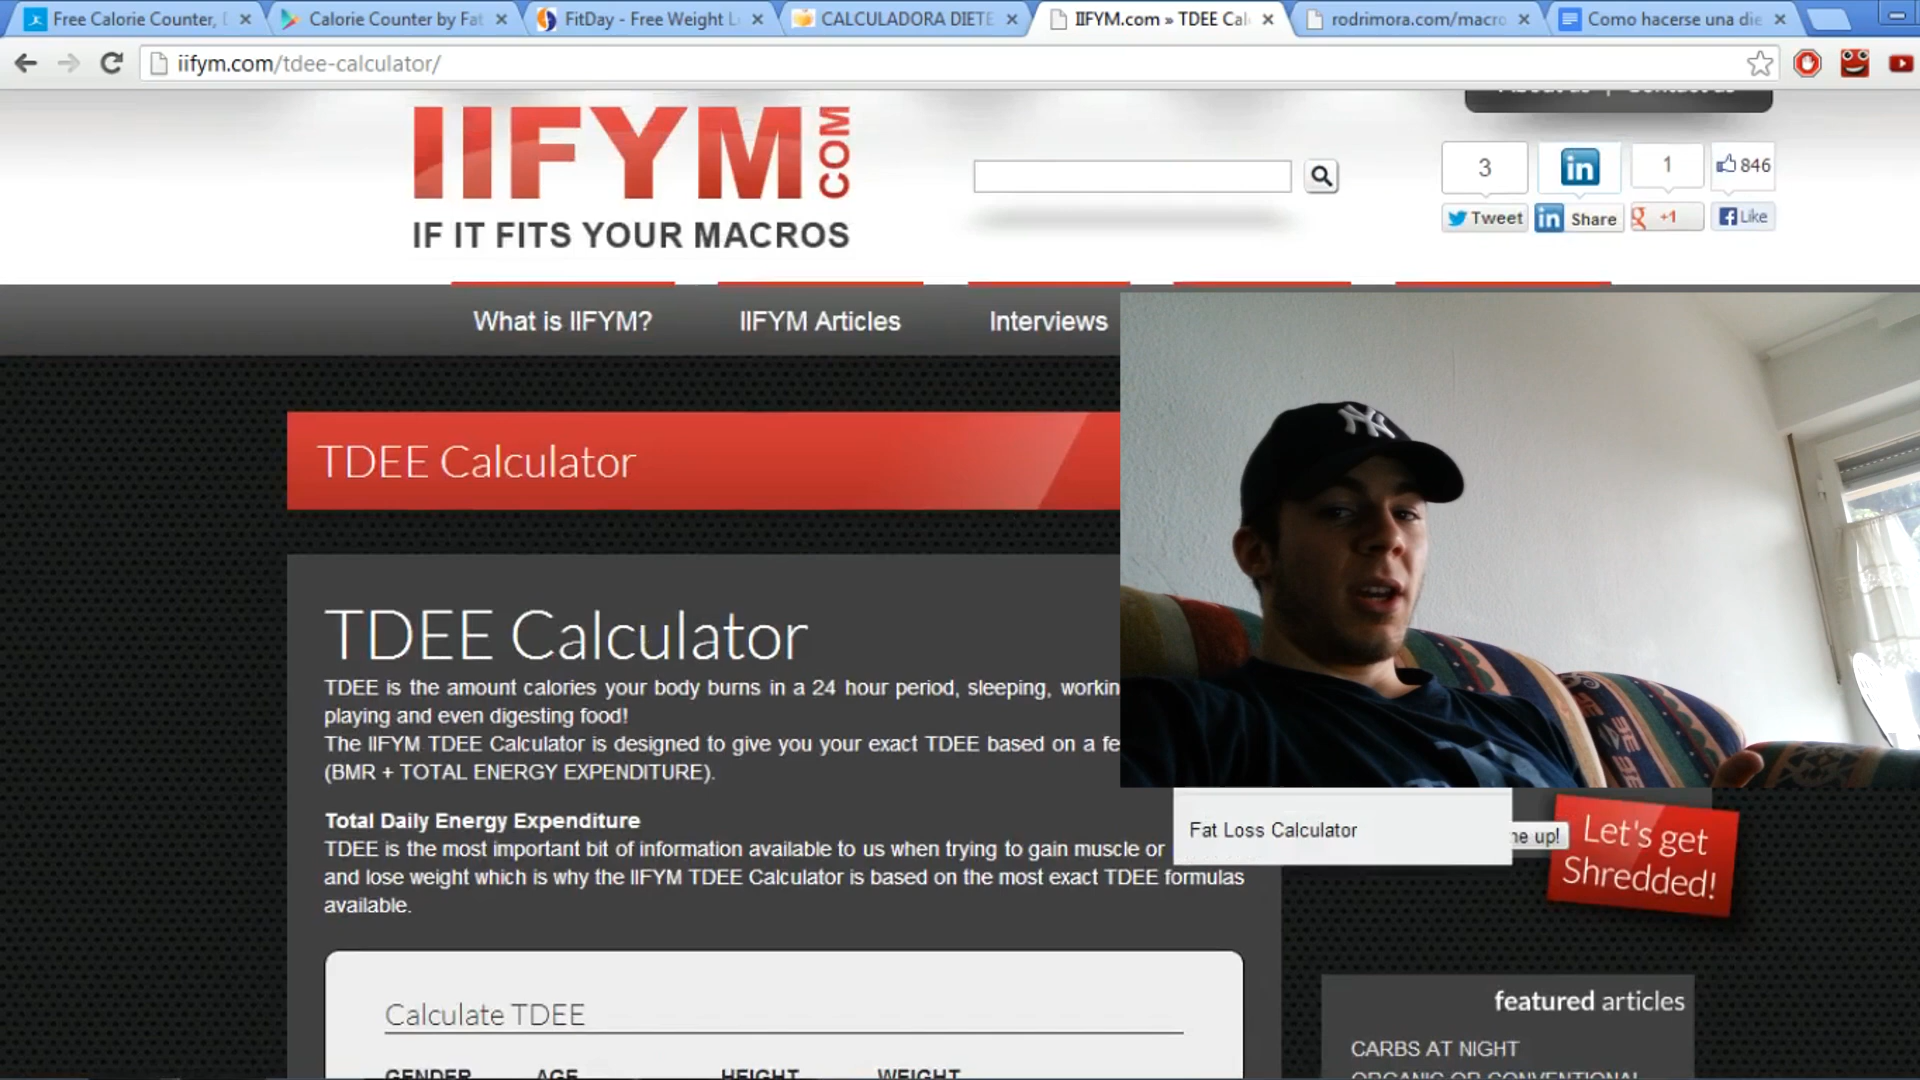 Free Calorie Counter,
Calorie Counter by Fat
FitDay - Free Weight L
CALCULADORA DIETE
IIFYM.com » TDEE Cal
rodrimora.com/macro
Como hacerse una die
iifym.com/tdee-calculator/
IIFYM.COM
IF IT FITS YOUR MACROS
About us | Contact us
3
1
846
Tweet
in Share
+1
Like
What is IIFYM?
IIFYM Articles
Interviews
TDEE Calculator
TDEE Calculator
TDEE is the amount calories your body burns in a 24 hour period, sleeping, workin
playing and even digesting food!
The IIFYM TDEE Calculator is designed to give you your exact TDEE based on a fe
(BMR + TOTAL ENERGY EXPENDITURE).
Total Daily Energy Expenditure
TDEE is the most important bit of information available to us when trying to gain muscle or
and lose weight which is why the IIFYM TDEE Calculator is based on the most exact TDEE formulas
available.
Fat Loss Calculator
ne up!
Let's get
Shredded!
Calculate TDEE
GENDER AGE HEIGHT WEIGHT
featured articles
CARBS AT NIGHT
ORGANIC OR CONVENTIONAL
NY